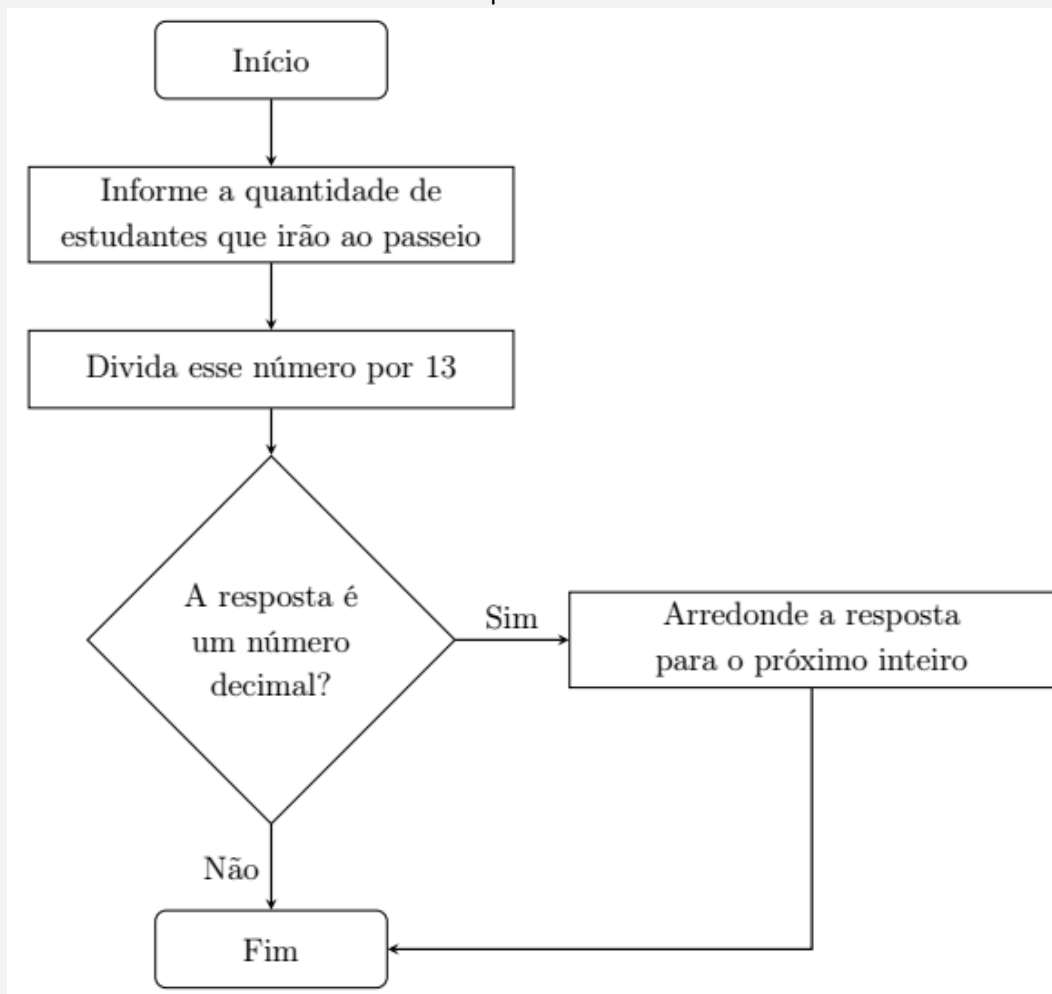 Início
Informe a quantidade de
estudantes que irão ao passeio
Divida esse número por 13
A resposta é
um número
decimal?
Sim
Arredonde a resposta
para o próximo inteiro
Não
Fim